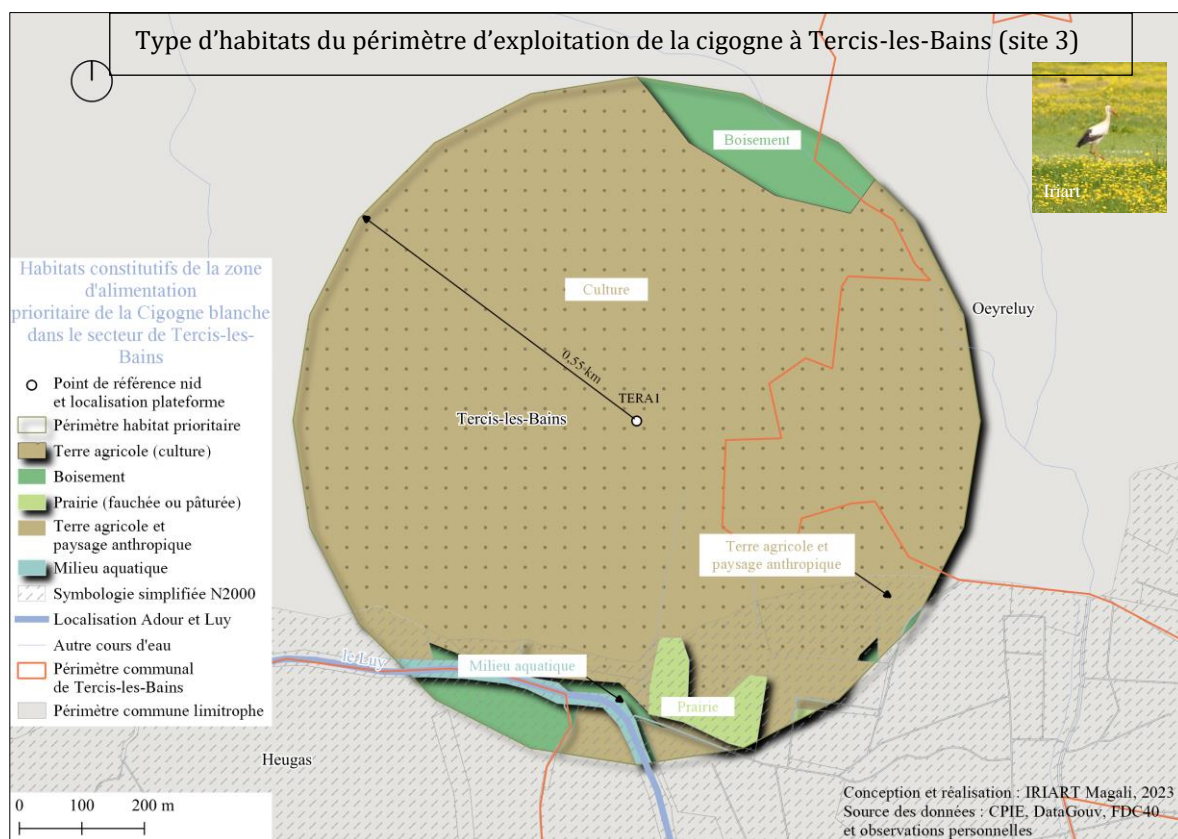 Type d'habitats du périmètre d'exploitation de la cigogne à Tercis-les-Bains (site 3)
Boisement
Iriart
Culture
Oeyreluy
0,55 km
TERA1
Tercis-les-Bains
Terre agricole et
paysage anthropique
le Luy
Milieu aquatique
Prairie
Heugas
Habitats constitutifs de la zone
d'alimentation
prioritaire de la Cigogne blanche
dans le secteur de Tercis-les-
Bains
Point de référence nid
et localisation plateforme
Périmètre habitat prioritaire
Terre agricole (culture)
Boisement
Prairie (fauchée ou pâturée)
Terre agricole et
paysage anthropique
Milieu aquatique
Symbologie simplifiée N2000
Localisation Adour et Luy
Autre cours d'eau
Périmètre communal
de Tercis-les-Bains
Périmètre commune limitrophe
0 100 200 m
Conception et réalisation : IRIART Magali, 2023
Source des données : CPIE, DataGouv, FDC40
et observations personnelles